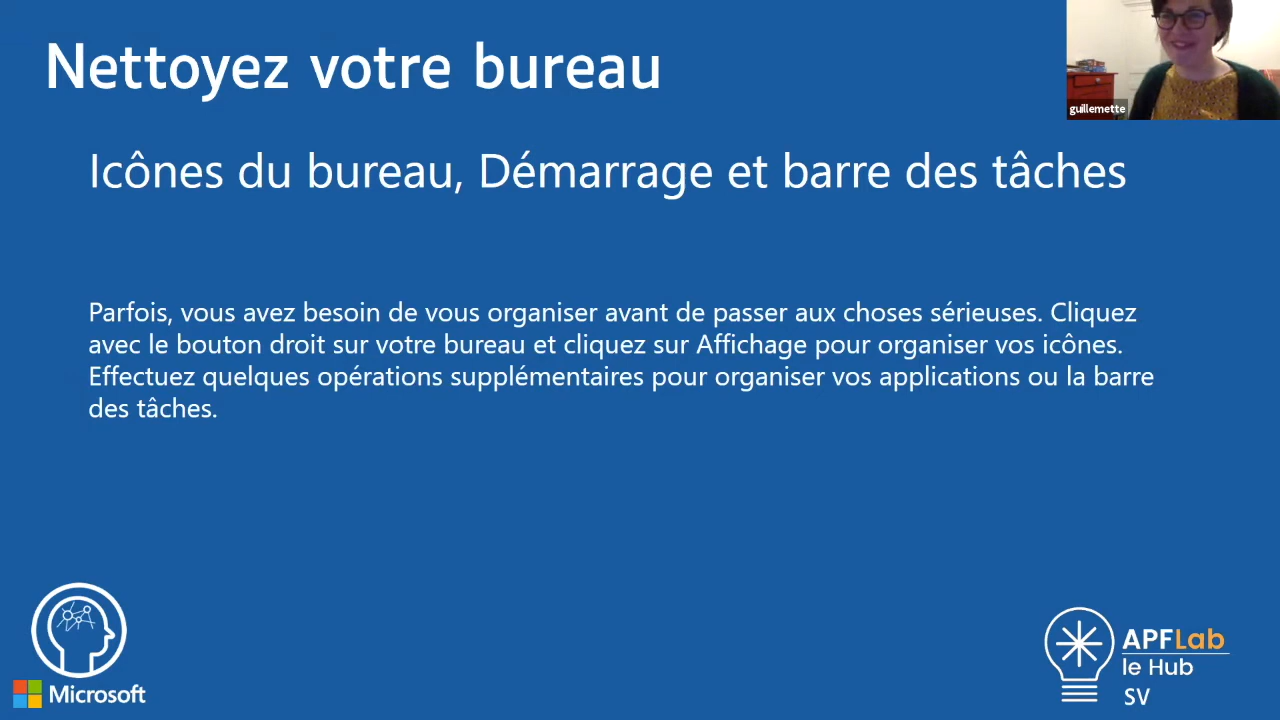 Nettoyez votre bureau
guillemette
Icônes du bureau, Démarrage et barre des tâches
Parfois, vous avez besoin de vous organiser avant de passer aux choses sérieuses. Cliquez
avec le bouton droit sur votre bureau et cliquez sur Affichage pour organiser vos icônes.
Effectuez quelques opérations supplémentaires pour organiser vos applications ou la barre
des tâches.
Microsoft
APFLab
le Hub
SV